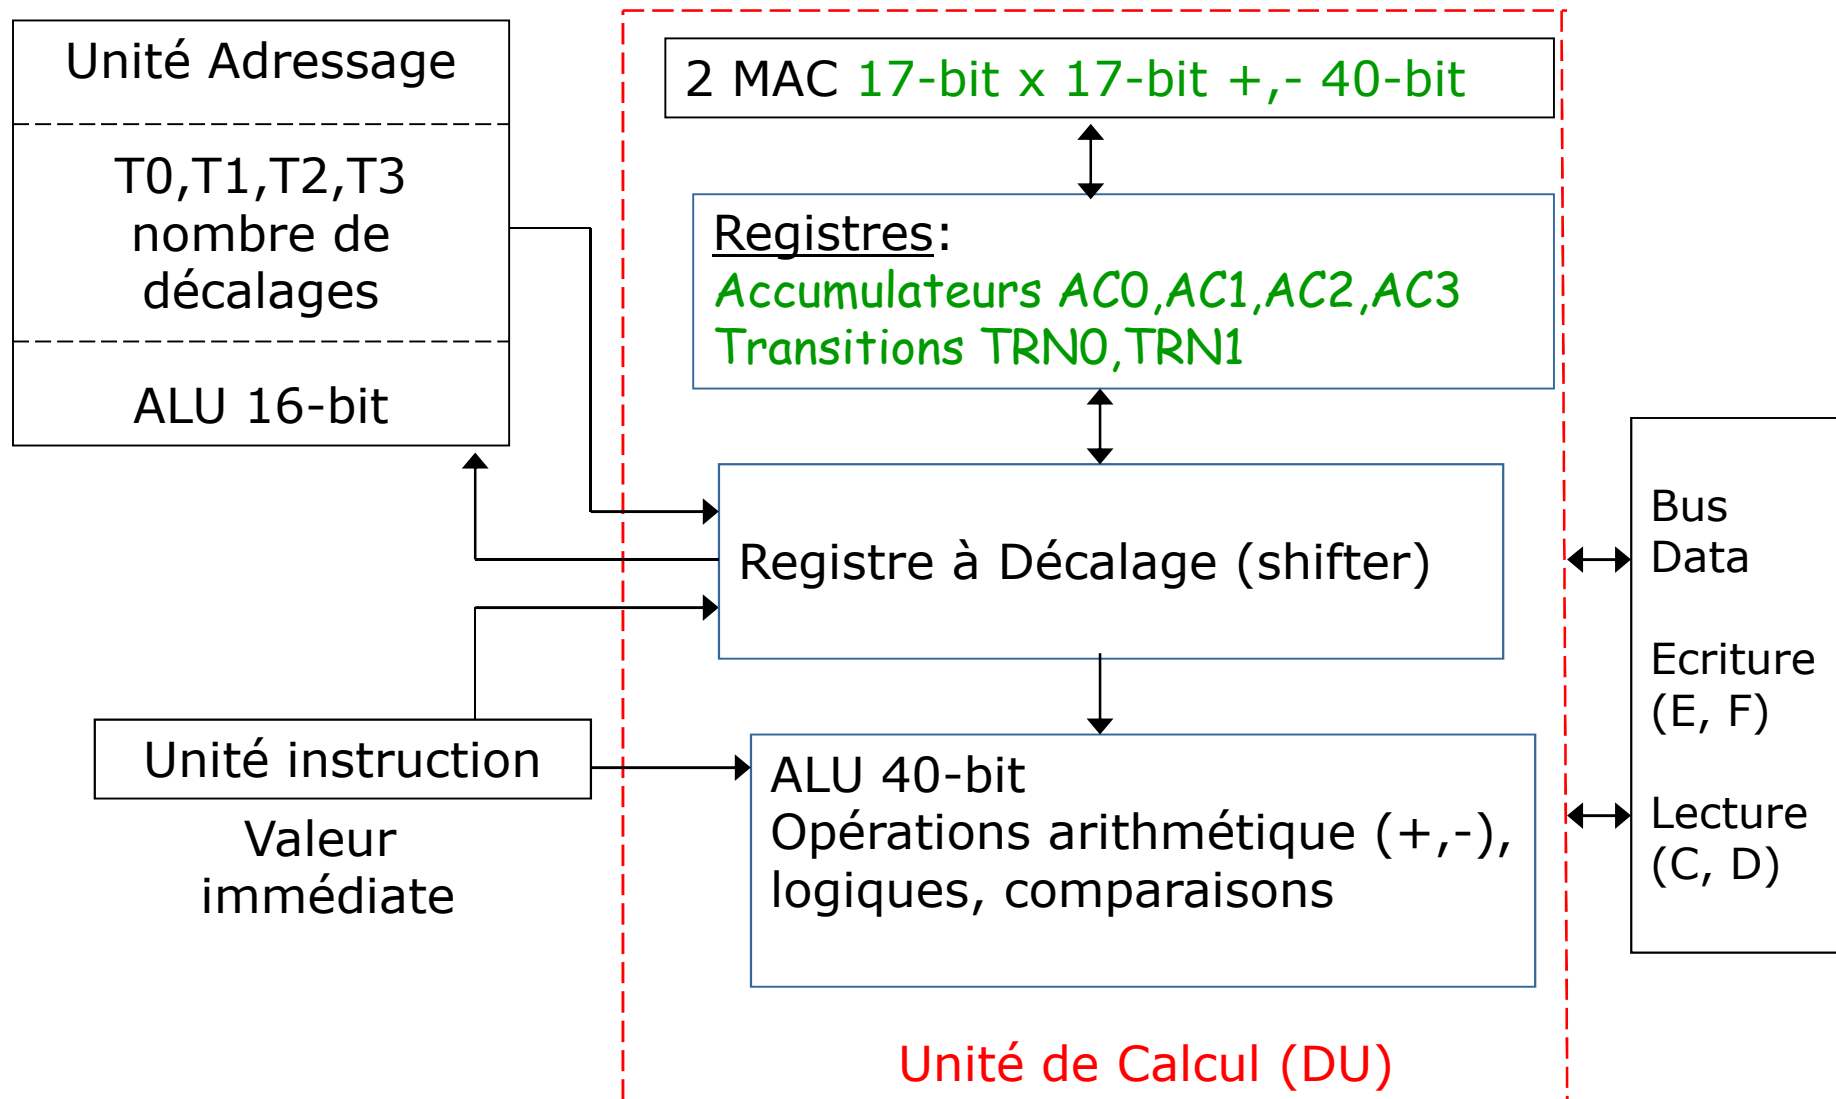 Unité Adressage
T0,T1,T2,T3
nombre de
décalages
ALU 16-bit
2 MAC 17-bit x 17-bit +,- 40-bit
Registres:
Accumulateurs AC0,AC1,AC2,AC3
Transitions TRN0,TRN1
Registre à Décalage (shifter)
Unité instruction
Valeur
immédiate
ALU 40-bit
Opérations arithmétique (+,-),
logiques, comparaisons
Unité de Calcul (DU)
Bus
Data
Ecriture
(E, F)
Lecture
(C, D)